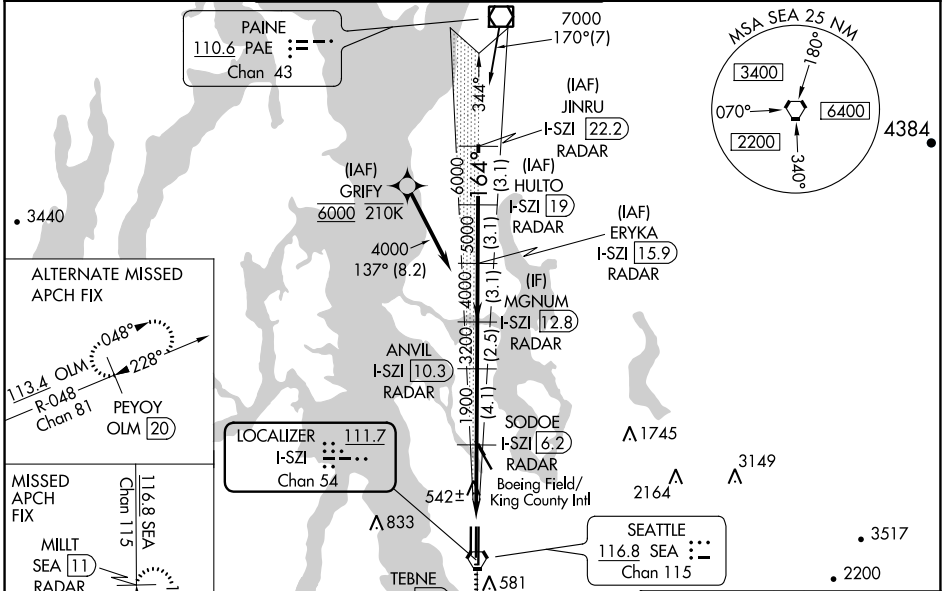 PAINE
110.6 PAE
Chan 43
7000
170°(7)
344°
(IAF)
JINRU
I-SZI 22.2
RADAR
MSA SEA 25 NM
180°
3400
070°
6400
2200
340°
4384
(IAF)
GRIFY
6000 210K
4000
137° (8.2)
6000
164°
(3.1)
(IAF)
HULTO
I-SZI 19
RADAR
5000
(3.1)
(IAF)
ERYKA
I-SZI 15.9
RADAR
3440
4000
(3.1)
(IF)
MGNUM
I-SZI 12.8
RADAR
ALTERNATE MISSED
APCH FIX
048°
228°
113.4 OLM
R-048
Chan 81
PEYOY
OLM 20
3200
(2.5)
ANVIL
I-SZI 10.3
RADAR
1900
(4.1)
SODOE
I-SZI 6.2
RADAR
Boeing Field/
King County Intl
LOCALIZER 111.7
I-SZI
Chan 54
542±
1745
3149
2164
833
MISSED
APCH
FIX
116.8 SEA
Chan 115
MILLT
SEA 11
RADAR
SEATTLE
116.8 SEA
Chan 115
3517
2200
TEBNE
581